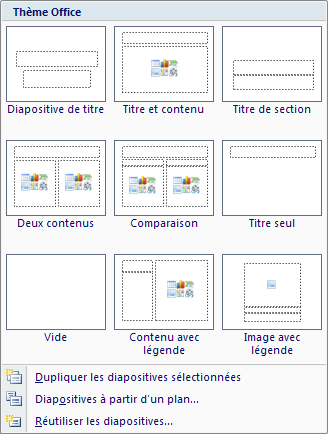 Thème Office
Diapositive de titre
Titre et contenu
Titre de section
Deux contenus
Comparaison
Titre seul
Vide
Contenu avec
légende
Image avec
légende
Dupliquer les diapositives sélectionnées
Diapositives à partir d'un plan...
Réutiliser les diapositives...